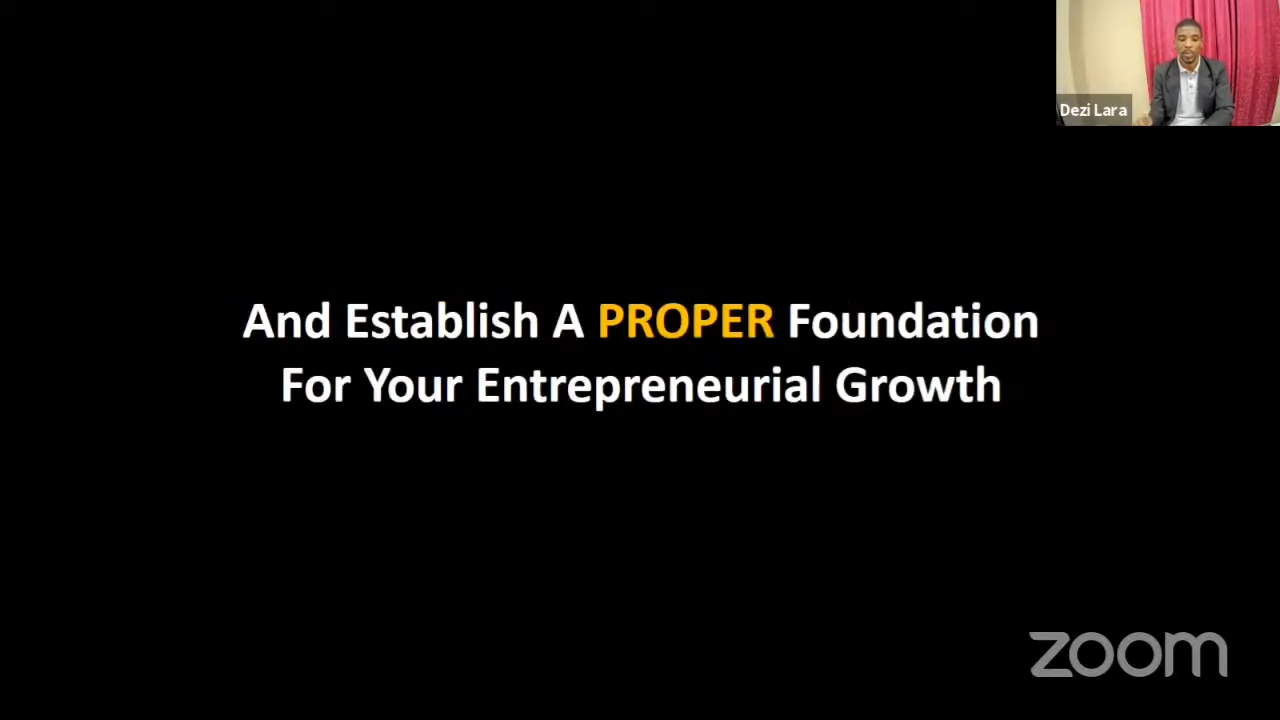 Dezi Lara
And Establish A PROPER Foundation
For Your Entrepreneurial Growth
zoom